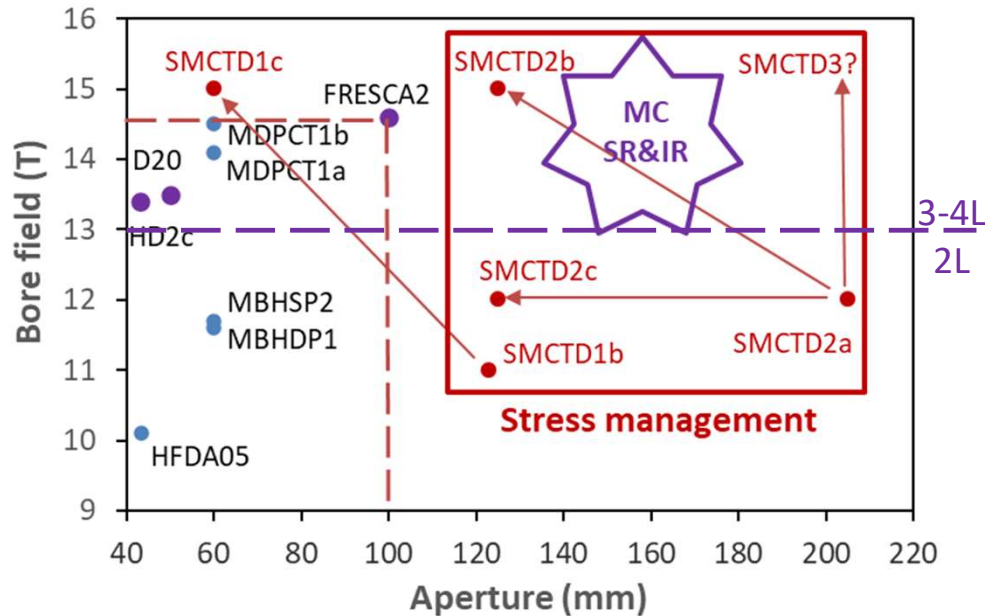 16
15
14
13
12
11
10
9
Bore field (T)
SMCTD1c
FRESCA2
MDPCT1b
MDPCT1a
D20
HD2c
MBHSP2
MBHDP1
HFDA05
SMCTD2b
SMCTD3?
MC
SR&IR
3-4L
2L
SMCTD2c
SMCTD2a
SMCTD1b
Stress management
40 60 80 100 120 140 160 180 200 220
Aperture (mm)